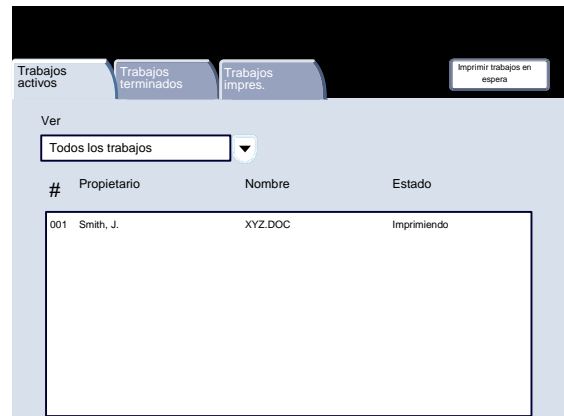 Trabajos
activos
Trabajos
terminados
Trabajos
impres.
Imprimir trabajos en
espera
Ver
Todos los trabajos
# Propietario Nombre Estado
001 Smith, J. XYZ.DOC Imprimiendo